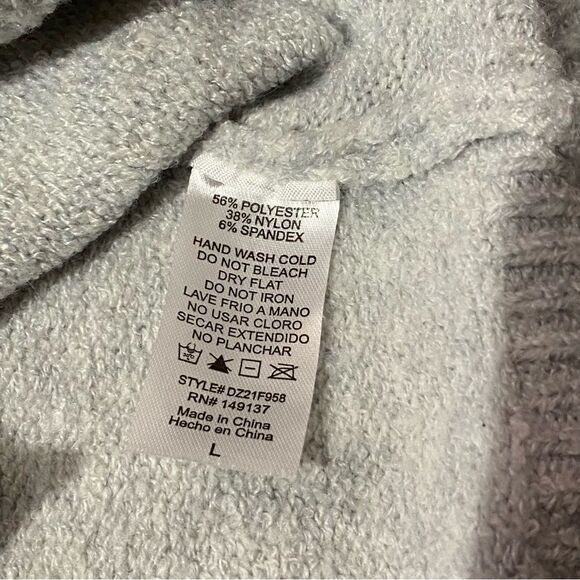 56% POLYESTER
38% NYLON
6% SPANDEX
HAND WASH COLD
DO NOT BLEACH
DRY FLAT
DO NOT IRON
LAVE FRIO A MANO
NO USAR CLORO
SECAR EXTENDIDO
NO PLANCHAR
STYLE# DZ21F958
RN# 149137
Made in China
Hecho en China
L